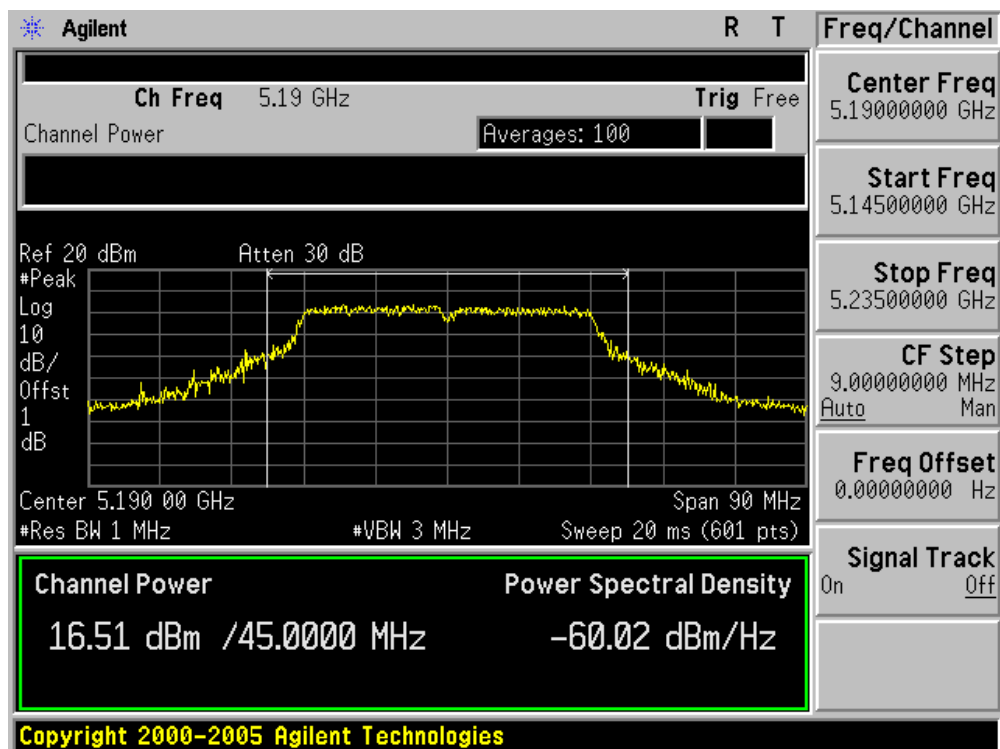 Agilent R T
Ch Freq 5.19 GHz Trig Free
Channel Power Averages: 100
Ref 20 dBm Atten 30 dB
#Peak
Log
10
dB/
Offst
1
dB
Center 5.190 00 GHz Span 90 MHz
#Res BW 1 MHz #VBW 3 MHz Sweep 20 ms (601 pts)
Channel Power Power Spectral Density
16.51 dBm /45.0000 MHz -60.02 dBm/Hz
Copyright 2000-2005 Agilent Technologies
Freq/Channel
Center Freq
5.19000000 GHz
Start Freq
5.14500000 GHz
Stop Freq
5.23500000 GHz
CF Step
9.00000000 MHz
Auto Man
Freq Offset
0.00000000 Hz
Signal Track
On Off